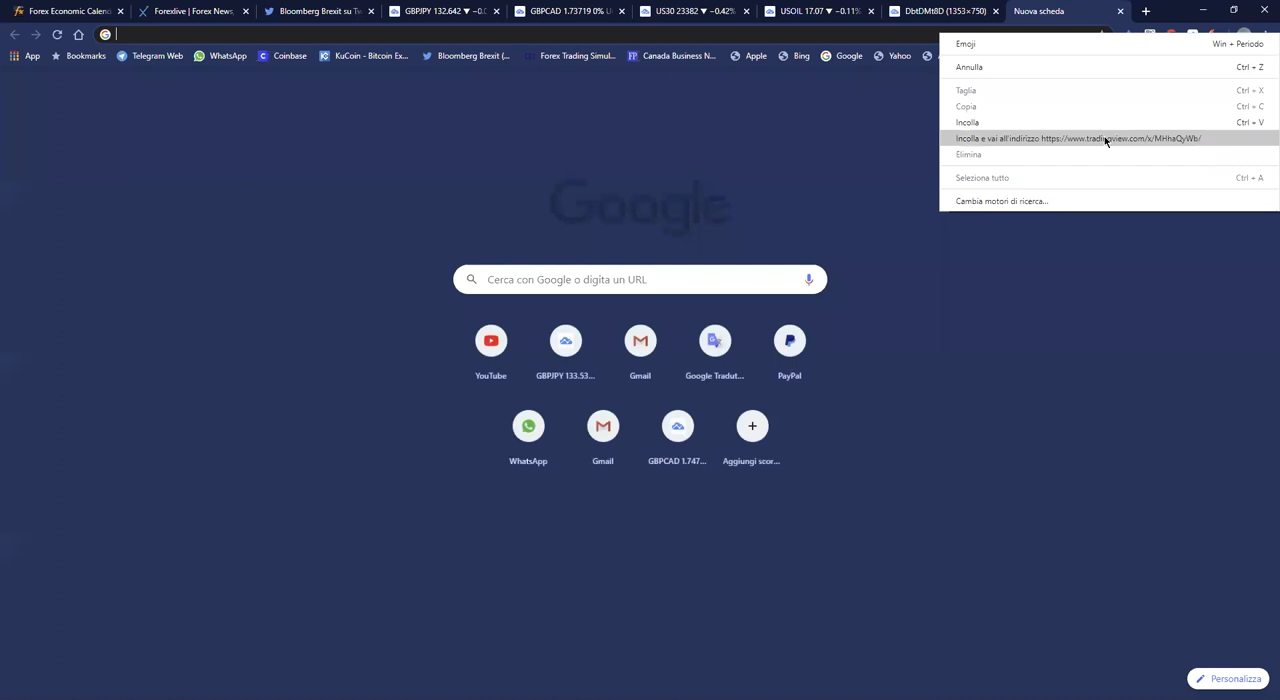 Forex Economic Calend
Forexlive | Forex News,
Bloomberg Brexit su Tw
GBPJPY 132.642 ▼ −0.0
GBPCAD 1.73719 0% U
US30 23382 ▼ −0.42%
USOIL 17.07 ▼ −0.11%
DbtDMt8D (1353×750)
Nuova scheda
App
Bookmarks
Telegram Web
WhatsApp
Coinbase
KuCoin - Bitcoin Ex...
Bloomberg Brexit (...
Forex Trading Simul...
Canada Business N...
Apple
Bing
Google
Yahoo
Emoji Win + Periodo
Annulla Ctrl + Z
Taglia Ctrl + X
Copia Ctrl + C
Incolla Ctrl + V
Incolla e vai all'indirizzo https://www.tradingview.com/x/MHhaQyWb/
Elimina
Seleziona tutto Ctrl + A
Cambia motori di ricerca...
Google
Cerca con Google o digita un URL
YouTube
GBPJPY 133.53...
Gmail
Google Tradut...
PayPal
WhatsApp
Gmail
GBPCAD 1.747...
Aggiungi scor...
Personalizza